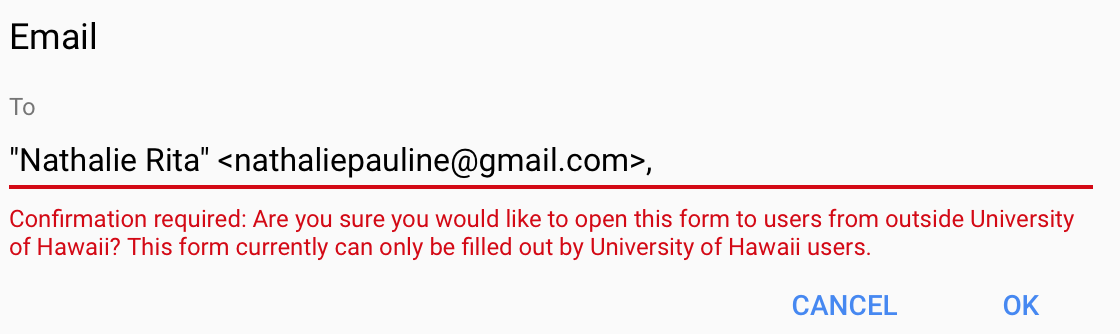 Email
To
"Nathalie Rita" <nathaliepauline@gmail.com>,
Confirmation required: Are you sure you would like to open this form to users from outside University
of Hawaii? This form currently can only be filled out by University of Hawaii users.
CANCEL OK